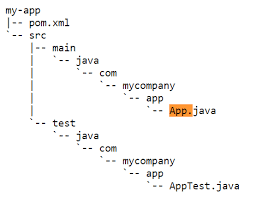 my-app
|-- pom.xml
`-- src
    |-- main
    |   `-- java
    |       `-- com
    |           `-- mycompany
    |               `-- app
    |                   `-- App.java
    `-- test
        `-- java
            `-- com
                `-- mycompany
                    `-- app
                        `-- AppTest.java